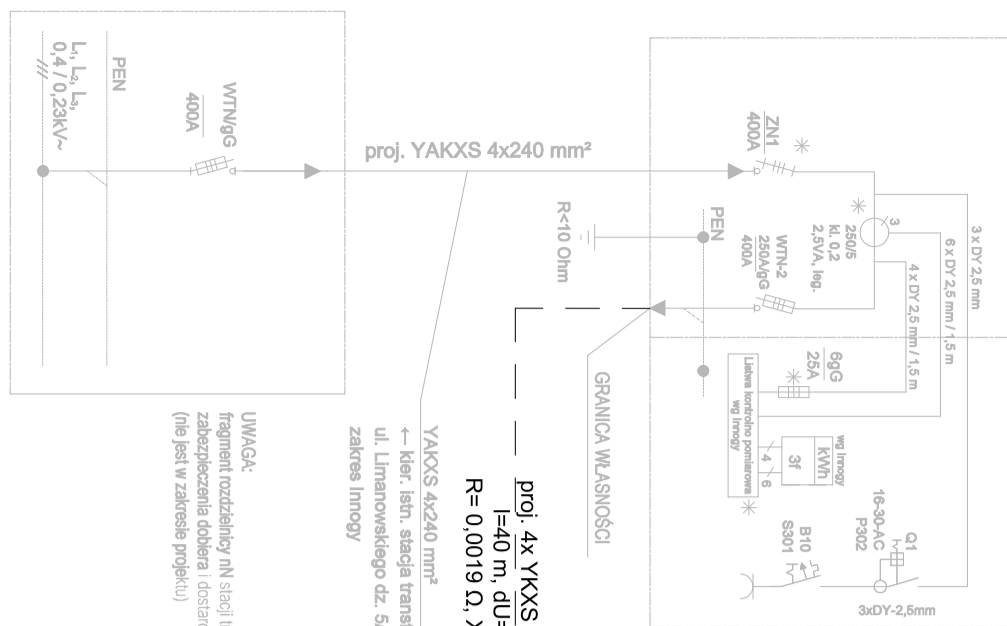 PEN
L₁, L₂, L₃,
0,4 / 0,23kV~
WTN/gG
400A
proj. YAKXS 4x240 mm²
ZN1
400A
3
250/5
kl. 0,2
2,5VA, leg.
3 x DY 2,5 mm
6 x DY 2,5 mm / 1,5 m
4 x DY 2,5 mm / 1,5 m
PEN
WTN-2
250A/gG
400A
R<10 Ohm
GRANICA WŁASNOŚCI
6gG
25A
Listwa kontrolno pomiarowa
wg Innogy
wg Innogy
kWh
3f
4
6
16-30-AC
P302
Q1
B10
S301
3xDY-2,5mm
proj. 4x YKXS
l=40 m, dU=
R= 0,0019 Ω,
YAKXS 4x240 mm²
← kier. istn. stacja
ul. Limanowskiego dz.
zakres Innogy
UWAGA:
fragment rozdzielnicy nN stacji
zabezpieczenia dobiera i
(nie jest w zakresie projektu)